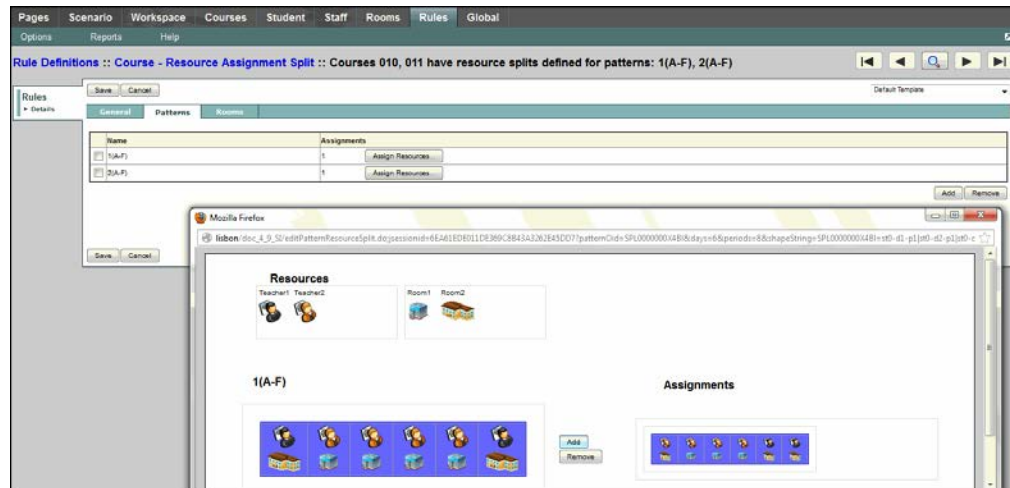 Pages Scenario Workspace Courses Student Staff Rooms Rules Global
Options Reports Help
Rule Definitions :: Course - Resource Assignment Split :: Courses 010, 011 have resource splits defined for patterns: 1(A-F), 2(A-F)
Rules
Details
Save Cancel
Default Template
General Patterns Rooms
Name Assignments
1(A-F) 1 Assign Resources...
2(A-F) 1 Assign Resources...
Add Remove
Mozilla Firefox
Save Cancel
Resources
Teacher1 Teacher2 Room1 Room2
1(A-F)
Assignments
Add
Remove